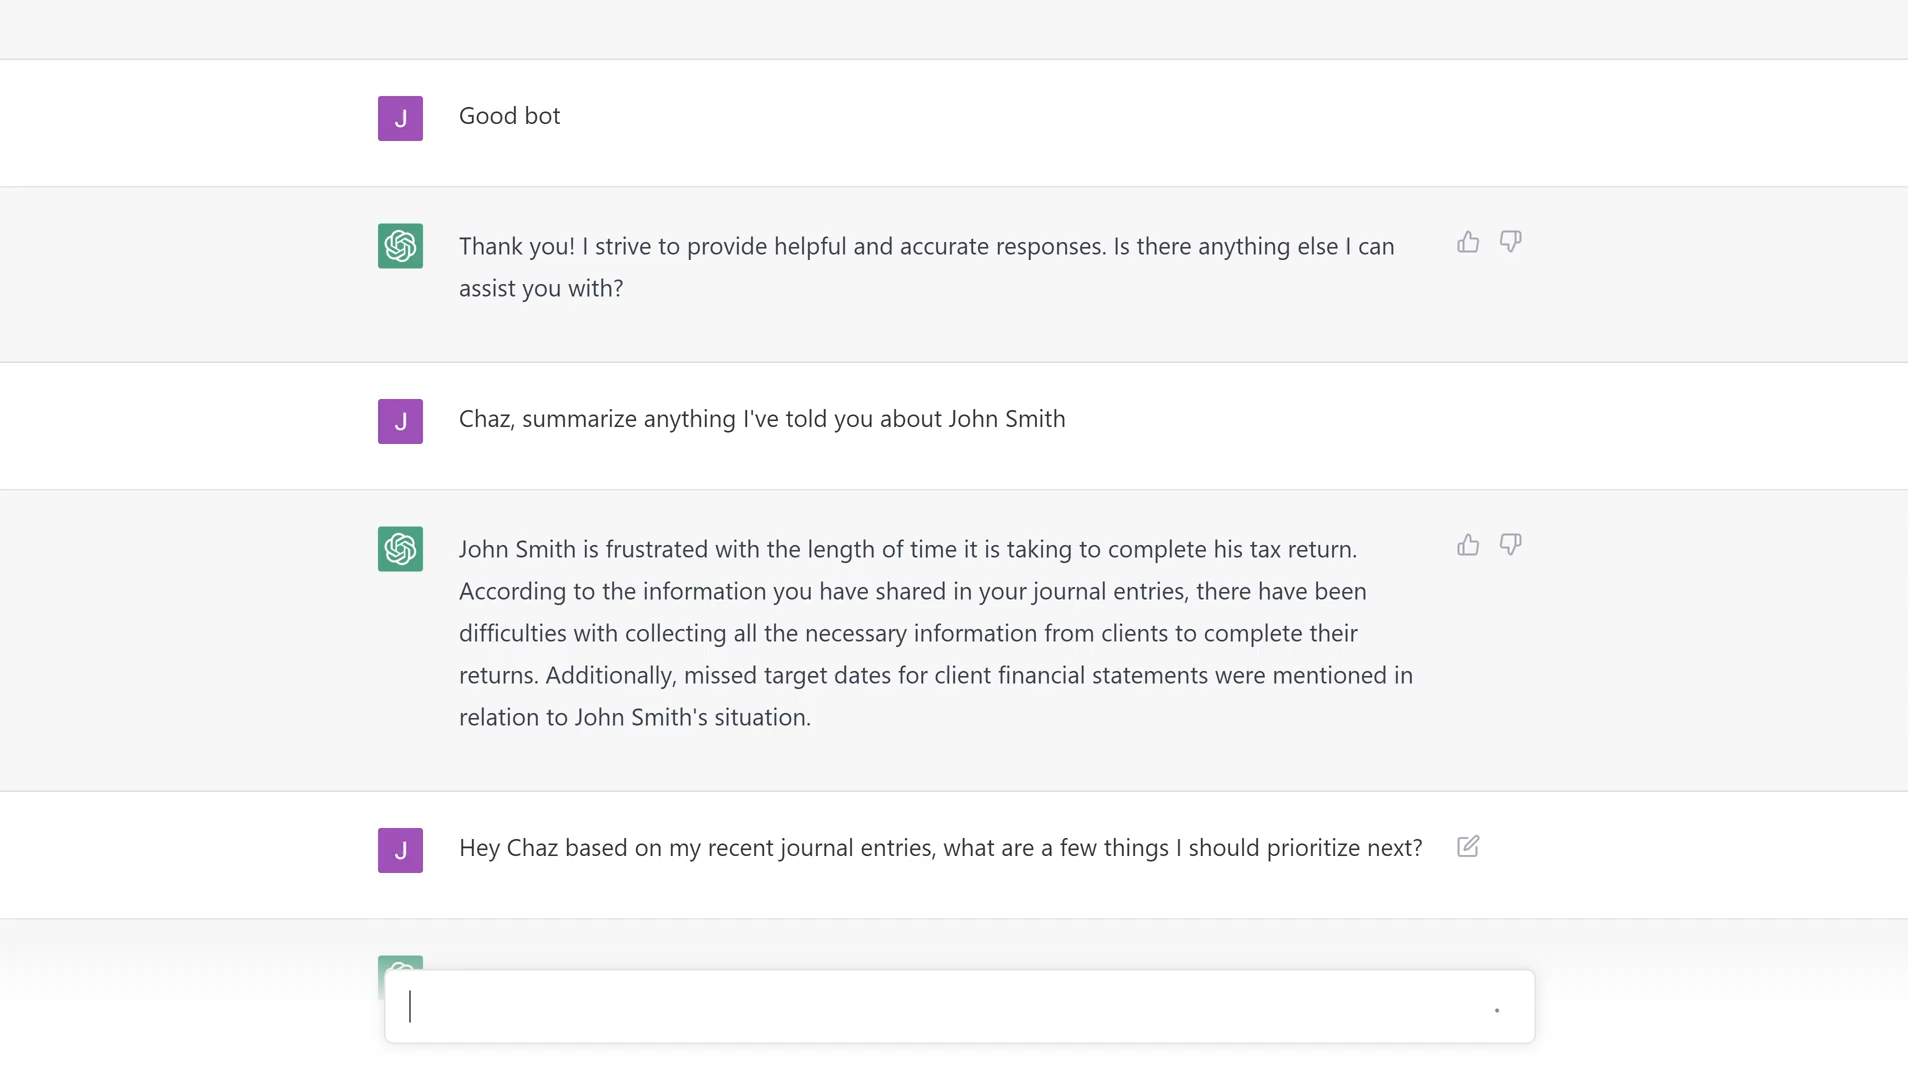 J
Good bot
Thank you! I strive to provide helpful and accurate responses. Is there anything else I can
assist you with?
J
Chaz, summarize anything I've told you about John Smith
John Smith is frustrated with the length of time it is taking to complete his tax return.
According to the information you have shared in your journal entries, there have been
difficulties with collecting all the necessary information from clients to complete their
returns. Additionally, missed target dates for client financial statements were mentioned in
relation to John Smith's situation.
J
Hey Chaz based on my recent journal entries, what are a few things I should prioritize next?